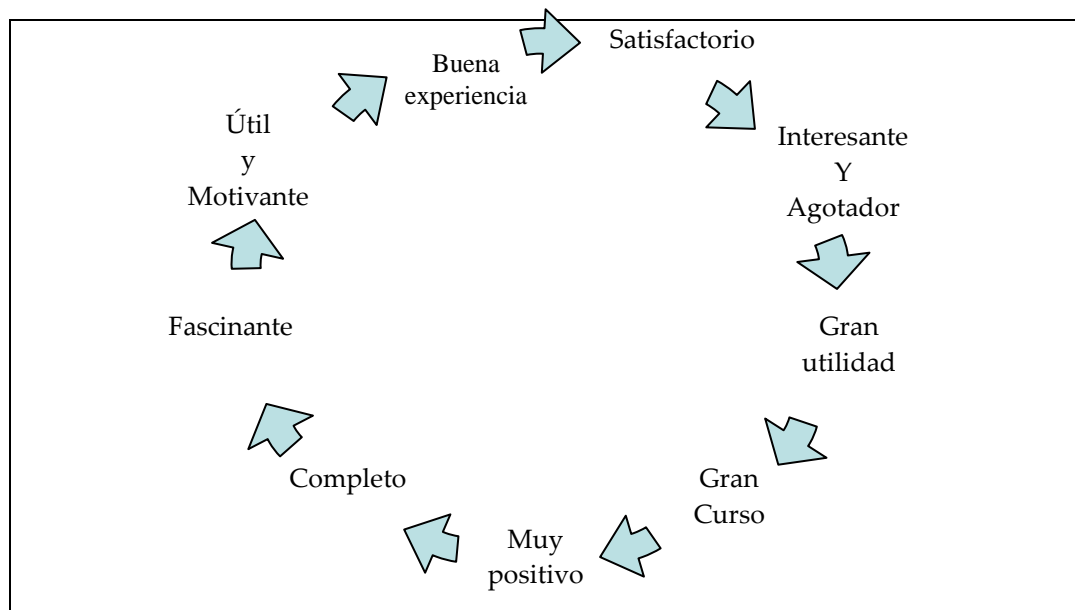 Satisfactorio
Interesante
Y
Agotador
Gran
utilidad
Gran
Curso
Muy
positivo
Completo
Fascinante
Útil
y
Motivante
Buena
experiencia